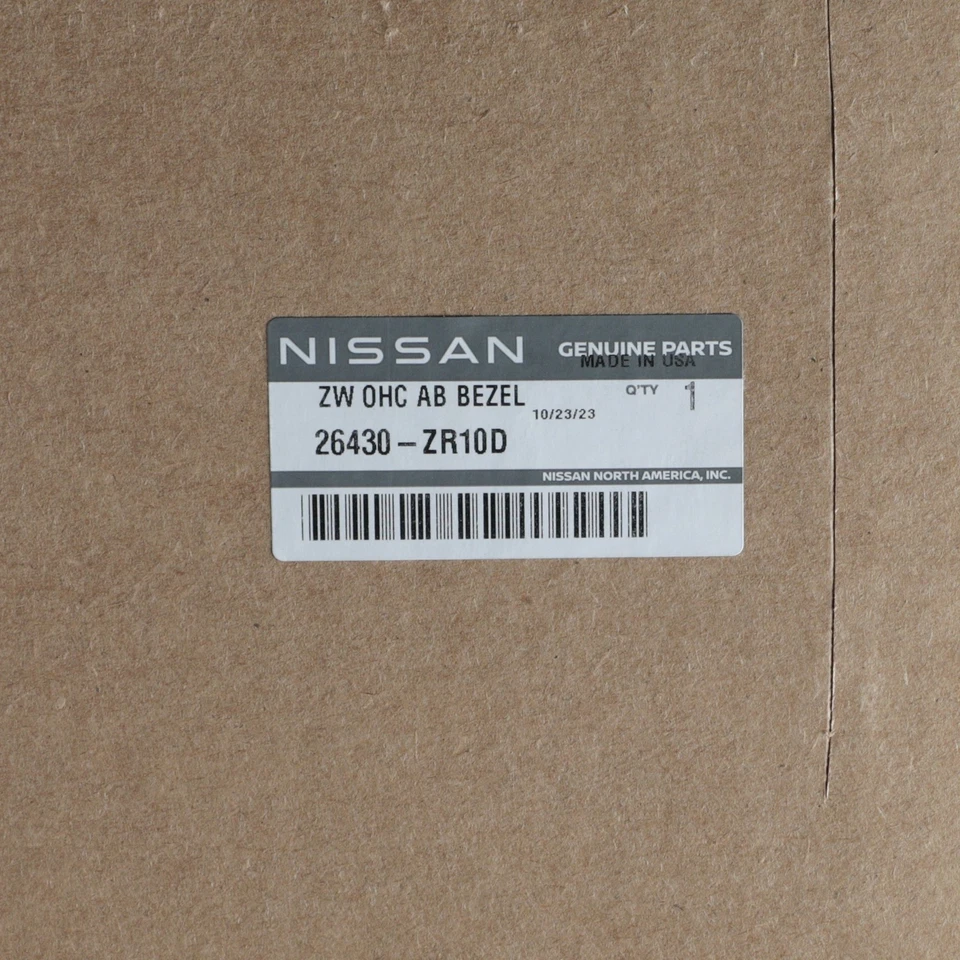 NISSAN GENUINE PARTS
MADE IN USA
ZW OHC AB BEZEL Q'TY 1
10/23/23
26430-ZR10D
NISSAN NORTH AMERICA, INC.